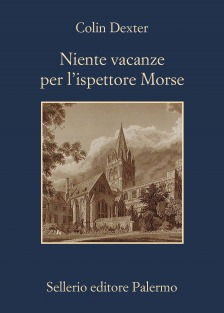 Colin Dexter
Niente vacanze
per l'ispettore Morse
Sellerio editore Palermo